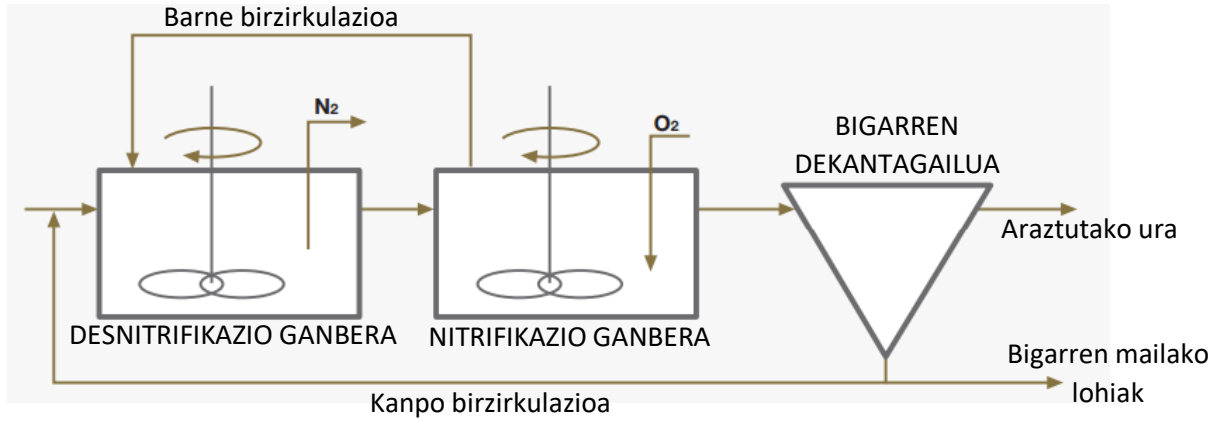 Barne birzirkulazioa
N2
O2
BIGARREN
DEKANTAGAILUA
Araztutako ura
DESNITRIFIKAZIO GANBERA
NITRIFIKAZIO GANBERA
Bigarren mailako
lohiak
Kanpo birzirkulazioa